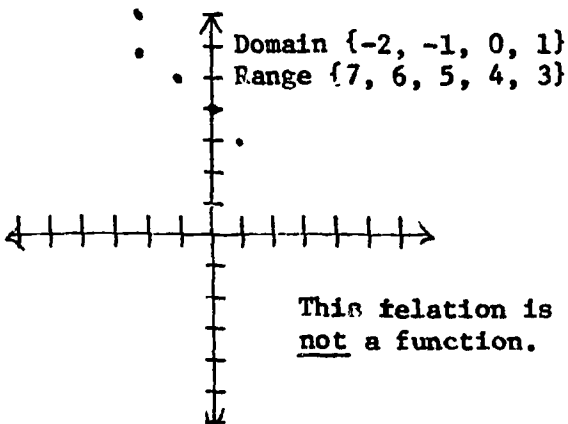 Domain {-2, -1, 0, 1}
Range {7, 6, 5, 4, 3}
This relation is
not a function.